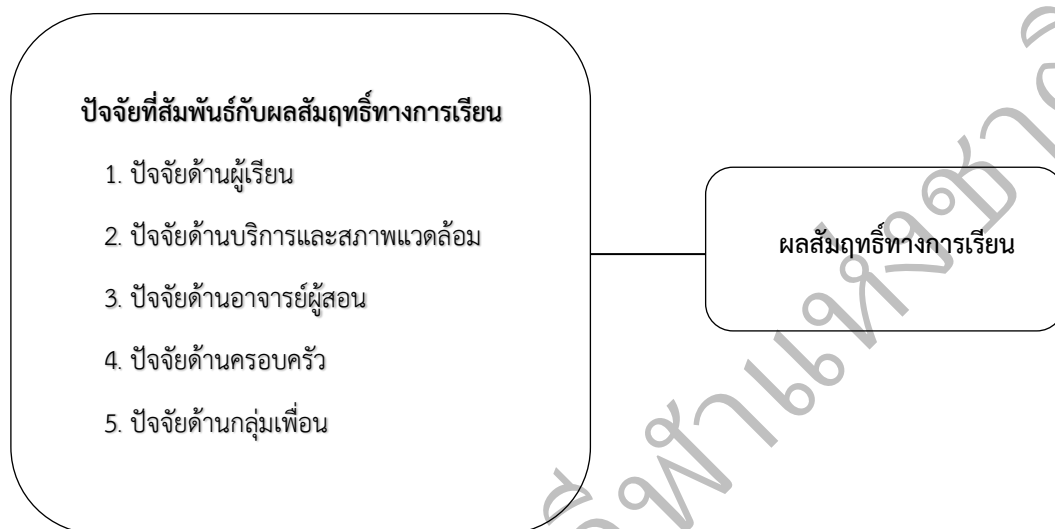 ปัจจัยที่สัมพันธ์กับผลสัมฤทธิ์ทางการเรียน
1. ปัจจัยด้านผู้เรียน
2. ปัจจัยด้านบริการและสภาพแวดล้อม
3. ปัจจัยด้านอาจารย์ผู้สอน
4. ปัจจัยด้านครอบครัว
5. ปัจจัยด้านกลุ่มเพื่อน
ผลสัมฤทธิ์ทางการเรียน